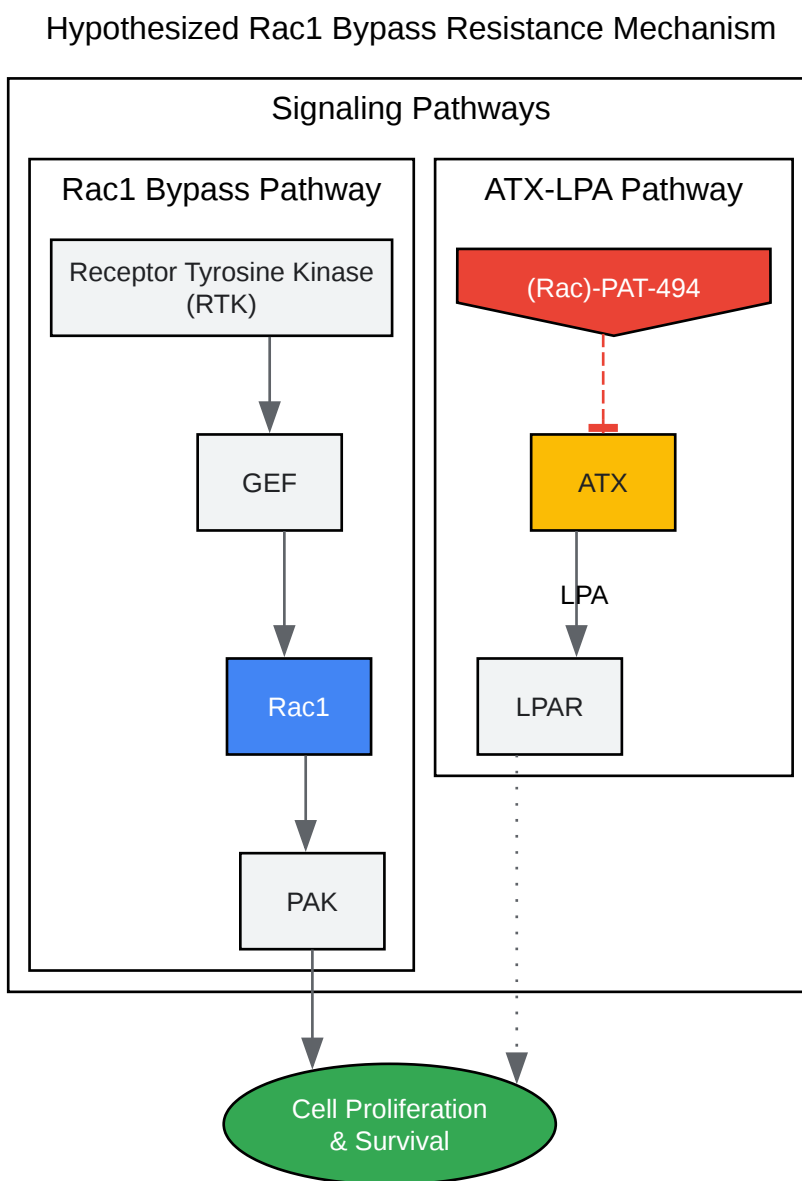 Hypothesized Rac1 Bypass Resistance Mechanism
Signaling Pathways
Rac1 Bypass Pathway
Receptor Tyrosine Kinase
(RTK)
GEF
Rac1
PAK
ATX-LPA Pathway
(Rac)-PAT-494
ATX
LPA
LPAR
Cell Proliferation
& Survival